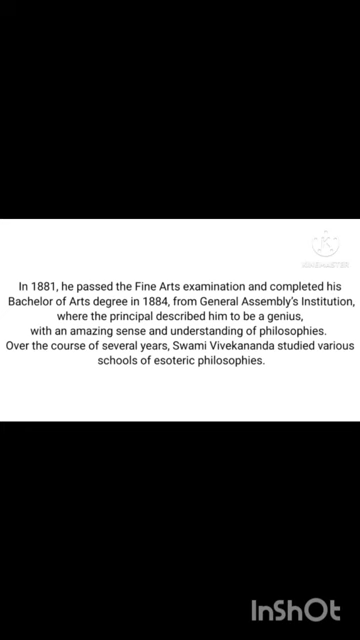 KINEMASTER
In 1881, he passed the Fine Arts examination and completed his
Bachelor of Arts degree in 1884, from General Assembly's Institution,
where the principal described him to be a genius,
with an amazing sense and understanding of philosophies.
Over the course of several years, Swami Vivekananda studied various
schools of esoteric philosophies.
InShOt